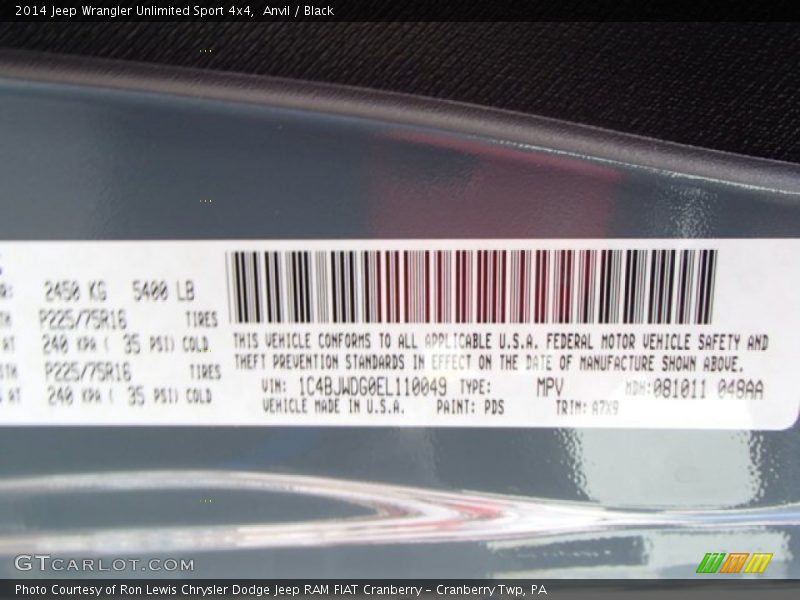 2014 Jeep Wrangler Unlimited Sport 4x4,  Anvil / Black
2450 KG 5400 LB
P225/75R16 TIRES
AT 240 KPA ( 35 PSI) COLD
P225/75R16 TIRES
AT 240 KPA ( 35 PSI) COLD
THIS VEHICLE CONFORMS TO ALL APPLICABLE U.S.A. FEDERAL MOTOR VEHICLE SAFETY AND
THEFT PREVENTION STANDARDS IN EFFECT ON THE DATE OF MANUFACTURE SHOWN ABOVE.
VIN: 1C4BJWDG0EL110049 TYPE: MPV MDH:081011 048AA
VEHICLE MADE IN U.S.A. PAINT: PDS TRIM: A7X9
GTCARLOT.COM
Photo Courtesy of Ron Lewis Chrysler Dodge Jeep RAM FIAT Cranberry – Cranberry Twp, PA